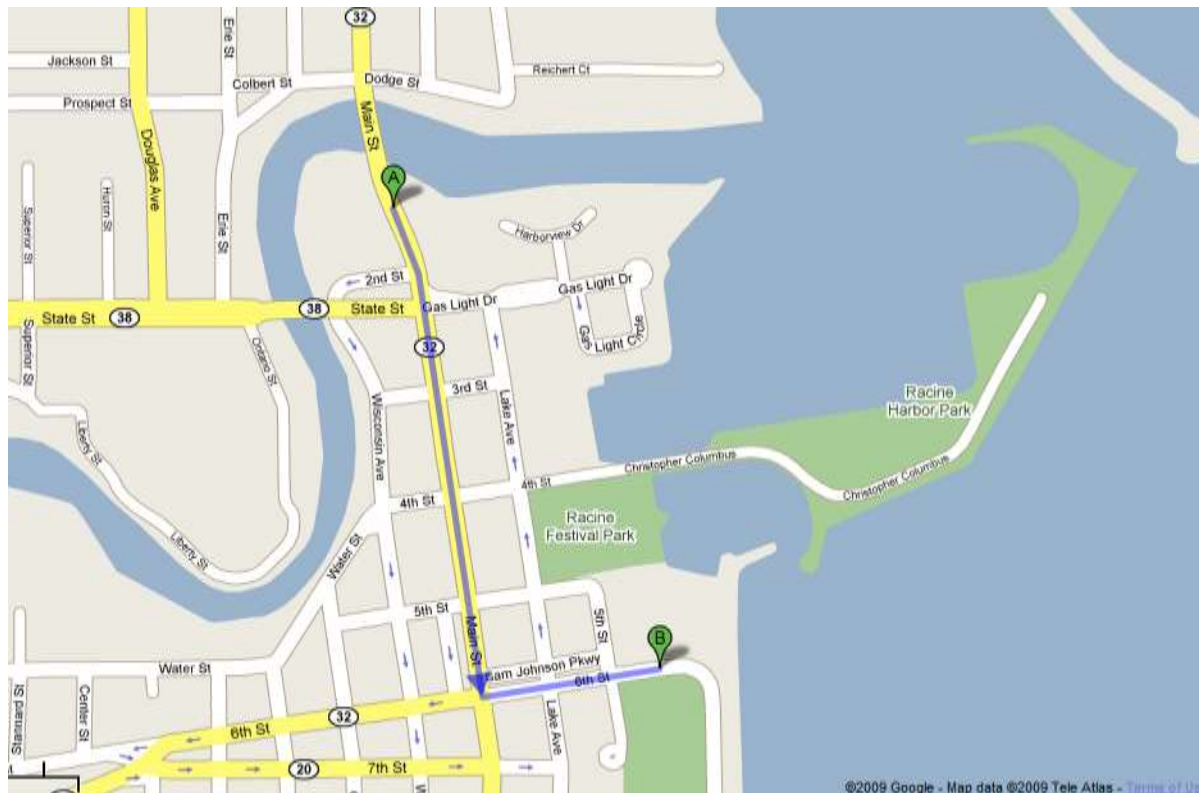 32
Jackson St
Erie St
Colbert St
Dodge St
Reichert Ct
Prospect St
Main St
Douglas Ave
A
Superior St
Huron St
Erie St
Harborview Dr
2nd St
Gas Light Dr
Gas Light Dr
State St
38
38
State St
32
Gas Light Circle
Superior St
Ontario St
3rd St
Lake Ave
Racine
Harbor Park
Wisconsin Ave
Liberty St
Christopher Columbus
Christopher Columbus
4th St
4th St
Racine
Festival Park
Liberty St
Water St
5th St
Main St
5th St
B
Water St
Sam Johnson Pkwy
6th St
Center St
32
6th St
Lake Ave
20
7th St
©2009 Google - Map data ©2009 Tele Atlas - Terms of Us